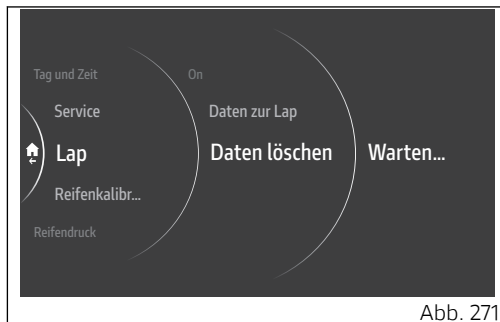 Tag und Zeit
Service
Lap
Reifenkalibr...
Reifendruck
On
Daten zur Lap
Daten löschen
Warten...
Abb. 271